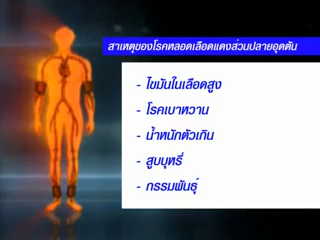 สาเหตุของโรคหลอดเลือดแดงส่วนปลายอุดตัน
- ไขมันในเลือดสูง
- โรคเบาหวาน
- น้ำหนักตัวเกิน
- สูบบุหรี่
- กรรมพันธุ์